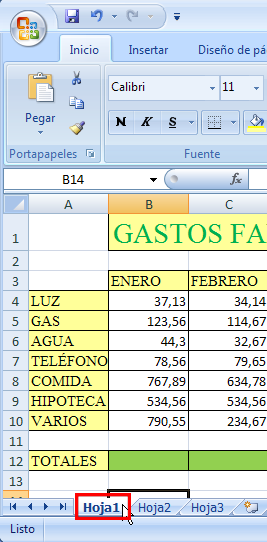 Inicio Insertar Diseño de pá
Calibri 11
Pegar N K S
Portapapeles Fuente
B14 fx
A B C
1 GASTOS FA
2
3 ENERO FEBRERO
4 LUZ 37,13 34,14
5 GAS 123,56 114,67
6 AGUA 44,3 32,67
7 TELÉFONO 78,56 79,65
8 COMIDA 767,89 634,78
9 HIPOTECA 534,56 534,56
10 VARIOS 790,55 234,67
11
12 TOTALES
13
Hoja1 Hoja2 Hoja3
Listo